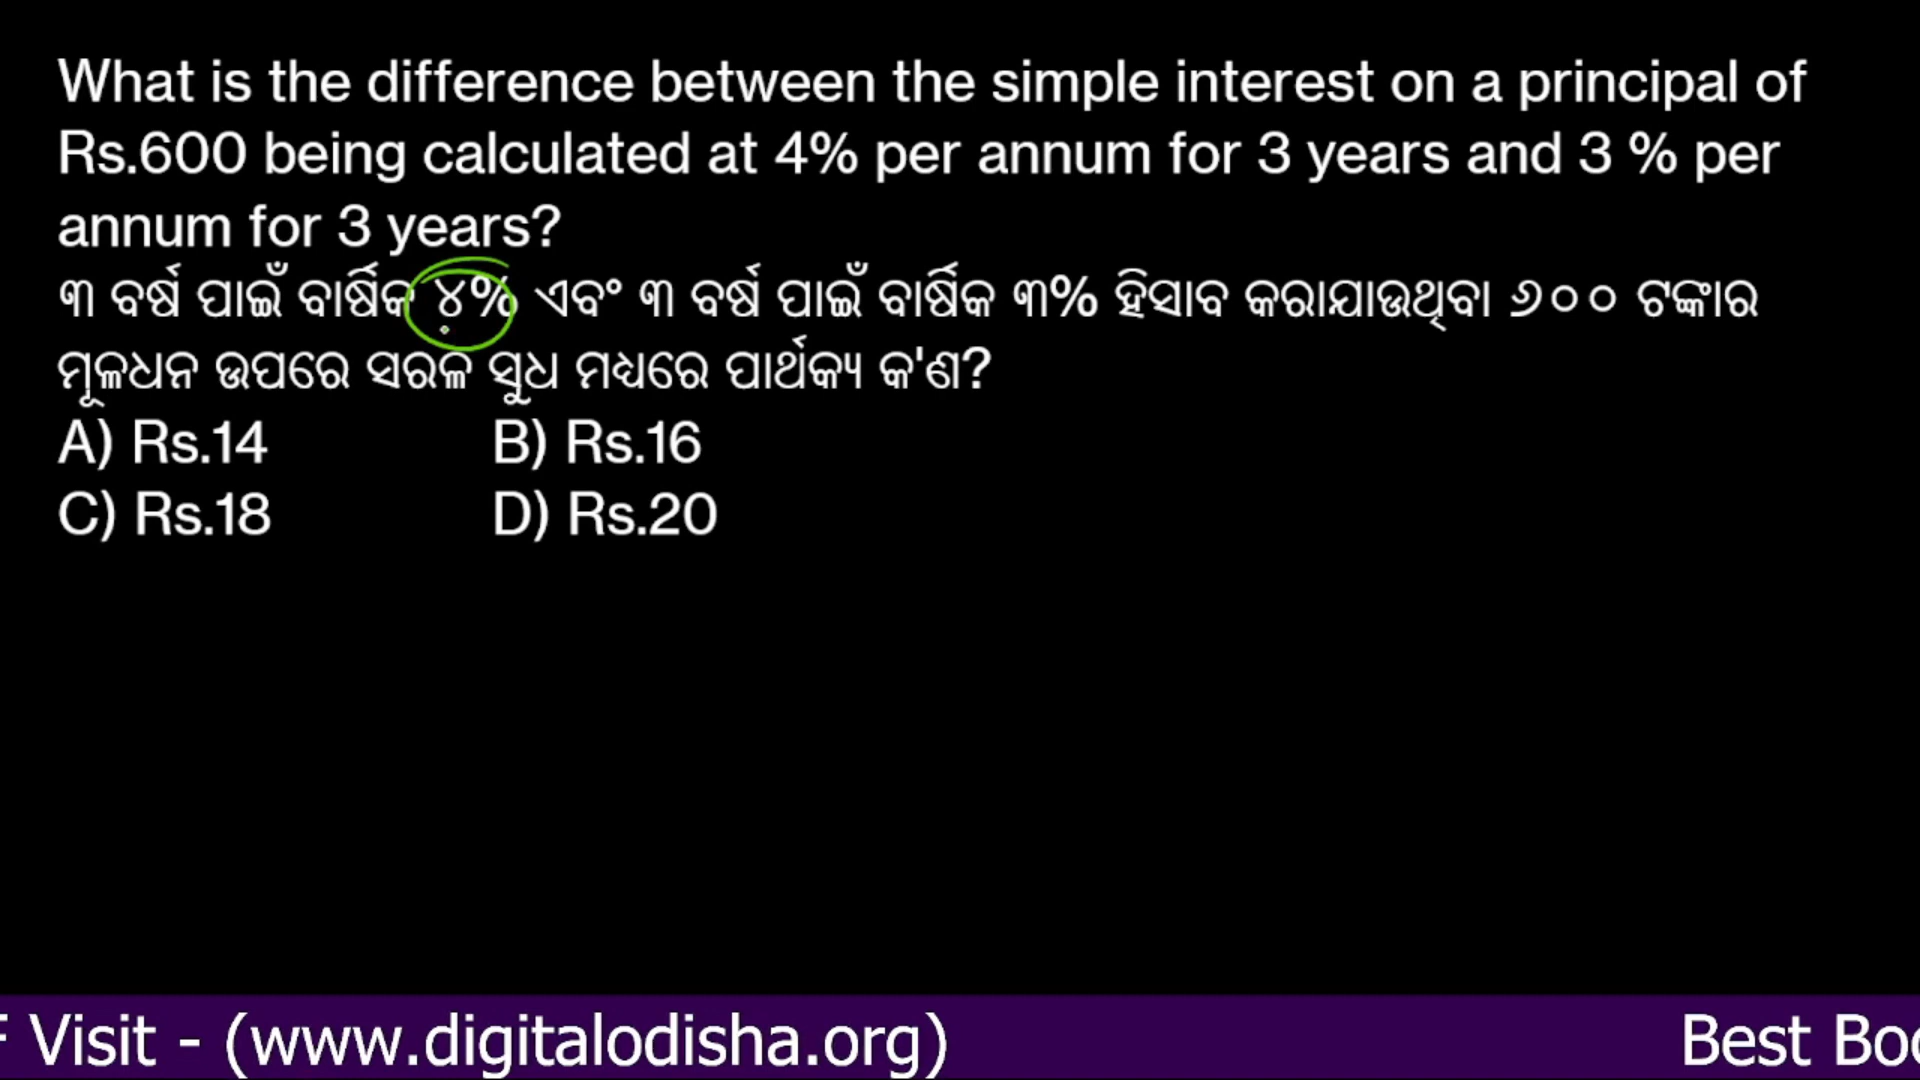 What is the difference between the simple interest on a principal of
Rs.600 being calculated at 4% per annum for 3 years and 3 % per
annum for 3 years?
୩ ବର୍ଷ ପାଇଁ ବାର୍ଷିକ ୪% ଏବଂ ୩ ବର୍ଷ ପାଇଁ ବାର୍ଷିକ ୩% ହିସାବ କରାଯାଉଥିବା ୬୦୦ ଟଙ୍କାର
ମୂଳଧନ ଉପରେ ସରଳ ସୁଧ ମଧ୍ୟରେ ପାର୍ଥକ୍ୟ କ'ଣ?
A) Rs.14 B) Rs.16
C) Rs.18 D) Rs.20
Visit - (www.digitalodisha.org) Best